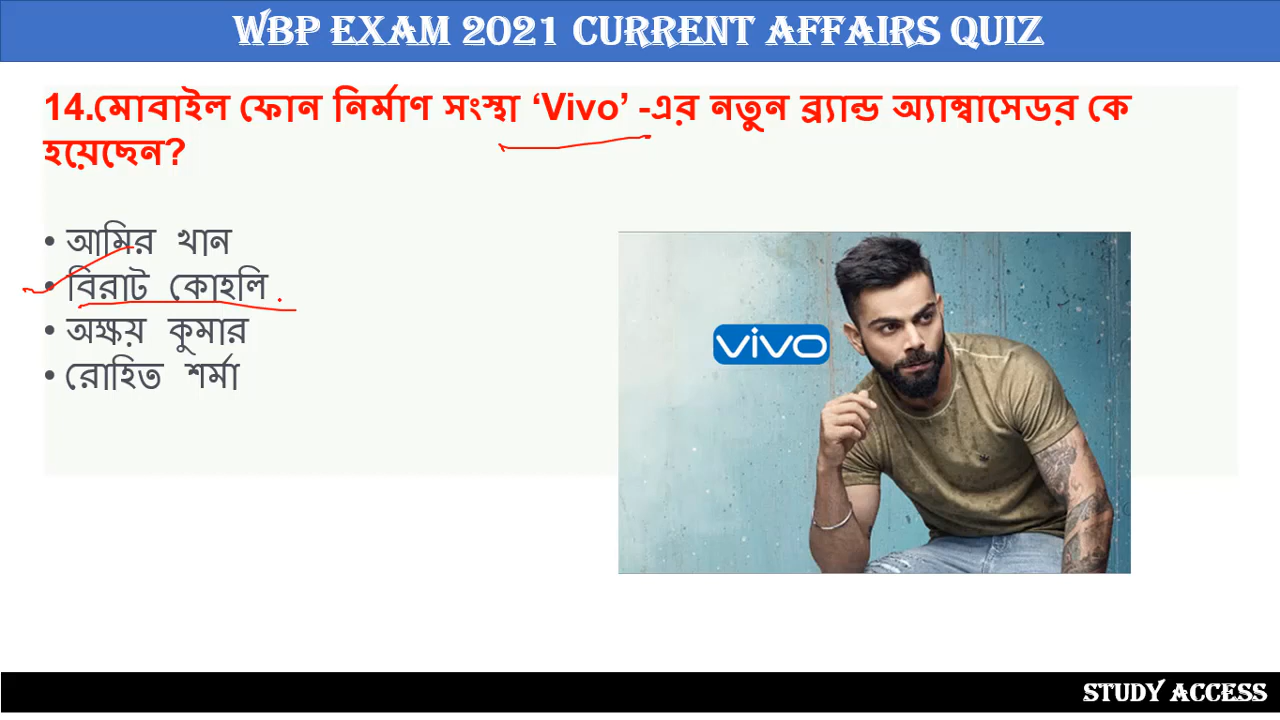 WBP EXAM 2021 CURRENT AFFAIRS QUIZ
14.মোবাইল ফোন নির্মাণ সংস্থা ‘Vivo’ -এর নতুন ব্র্যান্ড অ্যাম্বাসেডর কে
হয়েছেন?
• আমির খান
• বিরাট কোহলি
• অক্ষয় কুমার
• রোহিত শর্মা
vivo
STUDY ACCESS